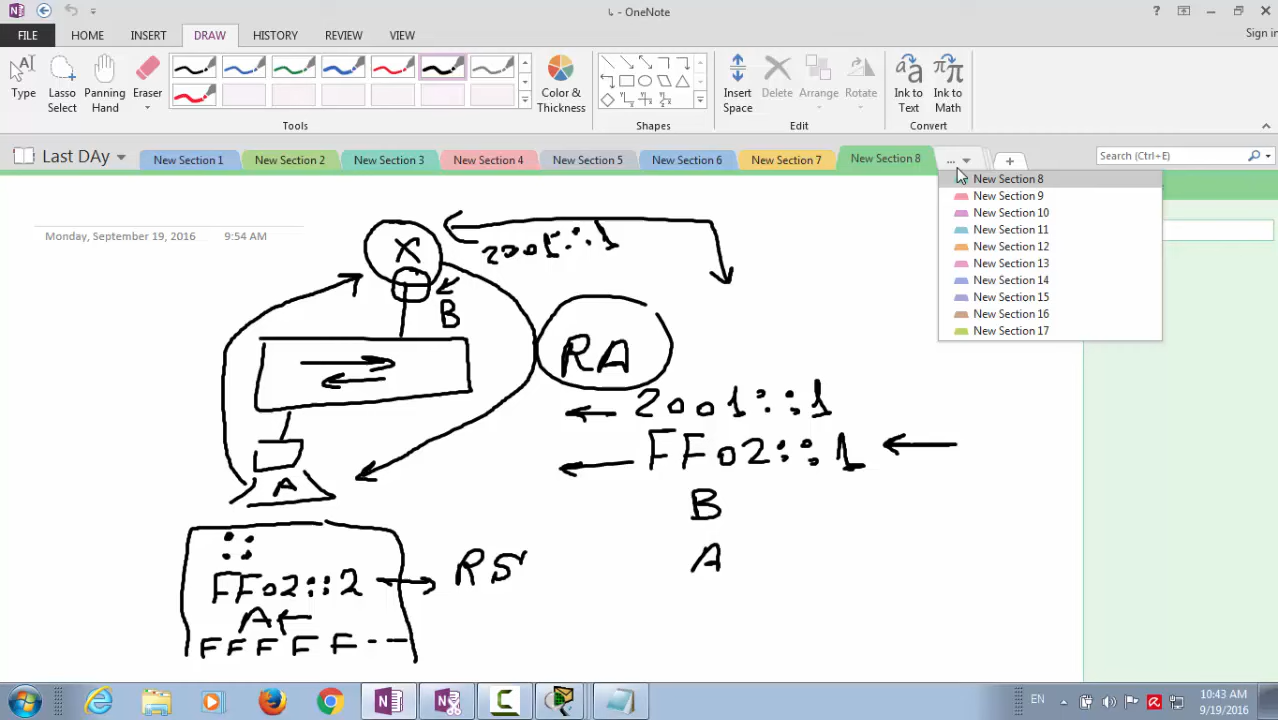 ↳ - OneNote
?
FILE HOME INSERT DRAW HISTORY REVIEW VIEW
Sign in
Type
Lasso Select
Panning Hand
Eraser
Color & Thickness
Insert Space
Delete
Arrange
Rotate
Ink to Text
Ink to Math
Tools
Shapes
Edit
Convert
Last DAy
New Section 1
New Section 2
New Section 3
New Section 4
New Section 5
New Section 6
New Section 7
New Section 8
...
Search (Ctrl+E)
New Section 8
New Section 9
New Section 10
New Section 11
New Section 12
New Section 13
New Section 14
New Section 15
New Section 16
New Section 17
Monday, September 19, 2016 9:54 AM
X
2001::1
B
RA
2001::1
FF02::1
B
A
A
::
FF02::2
RS
A
FFFFF--
EN
10:43 AM
9/19/2016